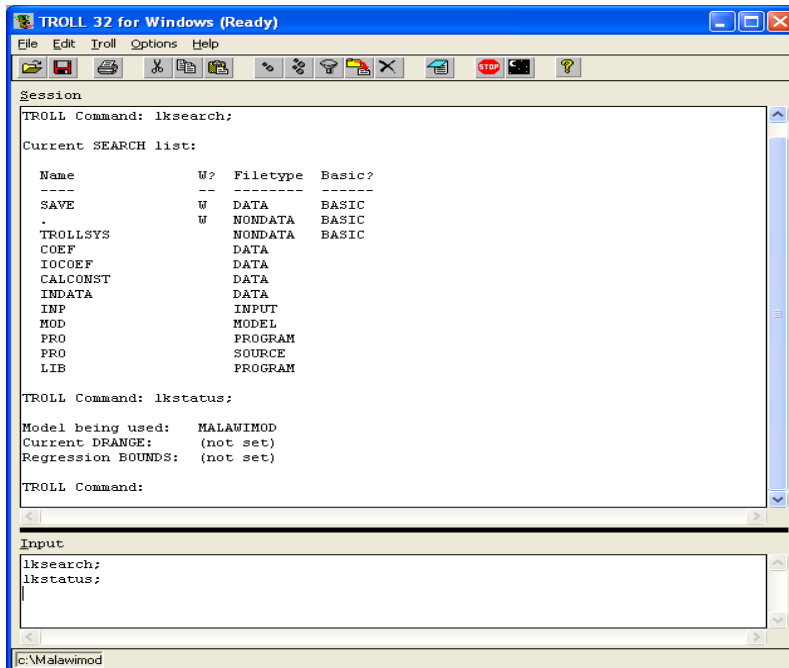 TROLL 32 for Windows (Ready)
File Edit Troll Options Help
STOP
?
Session
TROLL Command: lksearch;
Current SEARCH list:
Name W? Filetype Basic?
---- -- -------- ------
SAVE W DATA BASIC
. W NONDATA BASIC
TROLLSYS NONDATA BASIC
COEF DATA
IOCOEF DATA
CALCONST DATA
INDATA DATA
INP INPUT
MOD MODEL
PRO PROGRAM
PRO SOURCE
LIB PROGRAM
TROLL Command: lkstatus;
Model being used: MALAWIMOD
Current DRANGE: (not set)
Regression BOUNDS: (not set)
TROLL Command:
Input
lksearch;
lkstatus;
c:\Malawimod